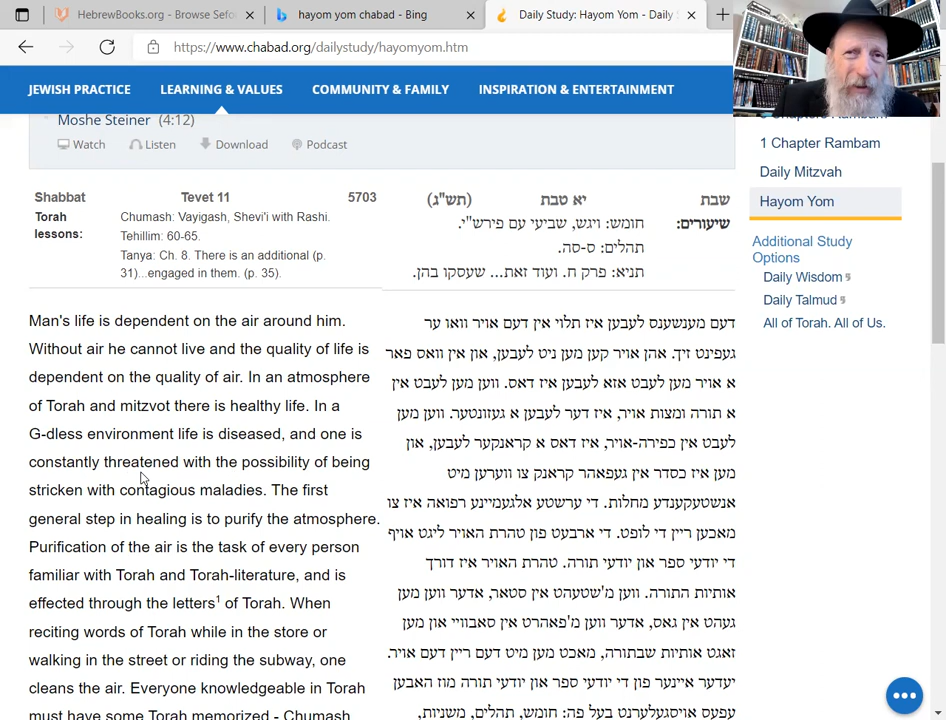 HebrewBooks.org - Browse Sefo
hayom yom chabad - Bing
Daily Study: Hayom Yom - Daily S
https://www.chabad.org/dailystudy/hayomyom.htm
JEWISH PRACTICE
LEARNING & VALUES
COMMUNITY & FAMILY
INSPIRATION & ENTERTAINMENT
Moshe Steiner (4:12)
Watch Listen Download Podcast
Shabbat Tevet 11 5703
Torah lessons:
Chumash: Vayigash, Shevi'i with Rashi.
Tehillim: 60-65.
Tanya: Ch. 8. There is an additional (p.
31)...engaged in them. (p. 35).
שבת יא טבת (תש"ג)
שיעורים: חומש: ויגש, שביעי עם פירש"י.
תהלים: ס-סה.
תניא: פרק ח. ועוד זאת... שעסקו בהן.
Man's life is dependent on the air around him.
Without air he cannot live and the quality of life is
dependent on the quality of air. In an atmosphere
of Torah and mitzvot there is healthy life. In a
G-dless environment life is diseased, and one is
constantly threatened with the possibility of being
stricken with contagious maladies. The first
general step in healing is to purify the atmosphere.
Purification of the air is the task of every person
familiar with Torah and Torah-literature, and is
effected through the letters1 of Torah. When
reciting words of Torah while in the store or
walking in the street or riding the subway, one
cleans the air. Everyone knowledgeable in Torah
must have some Torah memorized - Chumash
דעם מענשענס לעבען איז תלוי אין דעם אויר וואו ער
געפינט זיך. אהן אויר קען מען ניט לעבען, און אין וואס פאר
א אויר מען לעבט אזא לעבען איז דאס. ווען מען לעבט אין
א תורה ומצות אויר, איז דער לעבען א געזונטער. ווען מען
לעבט אין כפירה-אויר, איז דאס א קראנקער לעבען, און
מען איז כסדר אין געפאהר קראנק צו ווערען מיט
אנשטעקענדע מחלות. די ערשטע אלגעמיינע רפואה איז צו
מאכען ריין די לופט. די ארבעט פון טהרת האויר ליגט אויף
די יודעי ספר און יודעי תורה. טהרת האויר איז דורך
אותיות התורה. ווען מ'שטעהט אין סטאר, אדער ווען מען
געהט אין גאס, אדער ווען מ'פאהרט אין סאבוויי און מען
זאגט אותיות שבתורה, מאכט מען מיט דעם ריין דעם אויר.
יעדער איינער פון די יודעי ספר און יודעי תורה מוז האבען
עפעס אויסגעלערנט בעל פה: חומש, תהלים, משניות,
1 Chapter Rambam
Daily Mitzvah
Hayom Yom
Additional Study
Options
Daily Wisdom
Daily Talmud
All of Torah. All of Us.